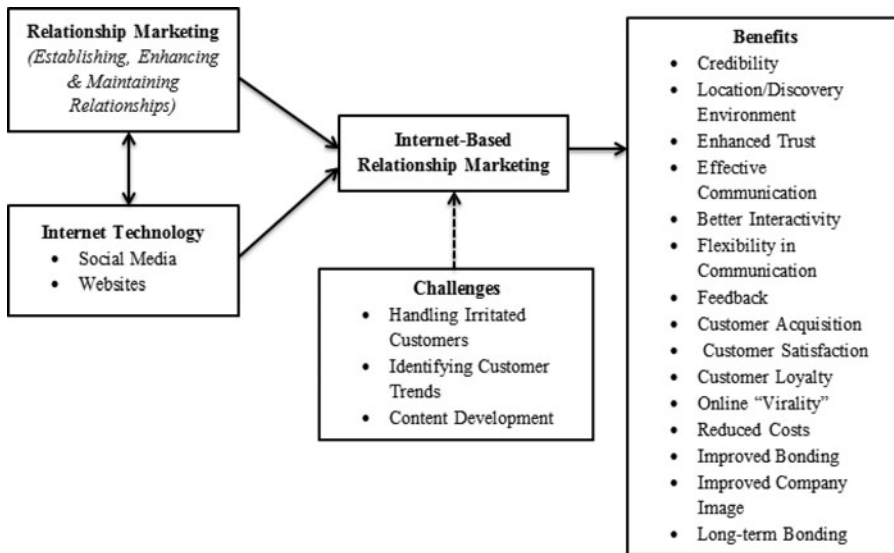 Relationship Marketing
(Establishing, Enhancing
& Maintaining
Relationships)
Internet Technology
• Social Media
• Websites
Internet-Based
Relationship Marketing
Challenges
• Handling Irritated
Customers
• Identifying Customer
Trends
• Content Development
Benefits
• Credibility
• Location/Discovery
Environment
• Enhanced Trust
• Effective
Communication
• Better Interactivity
• Flexibility in
Communication
• Feedback
• Customer Acquisition
• Customer Satisfaction
• Customer Loyalty
• Online “Virality”
• Reduced Costs
• Improved Bonding
• Improved Company
Image
• Long-term Bonding